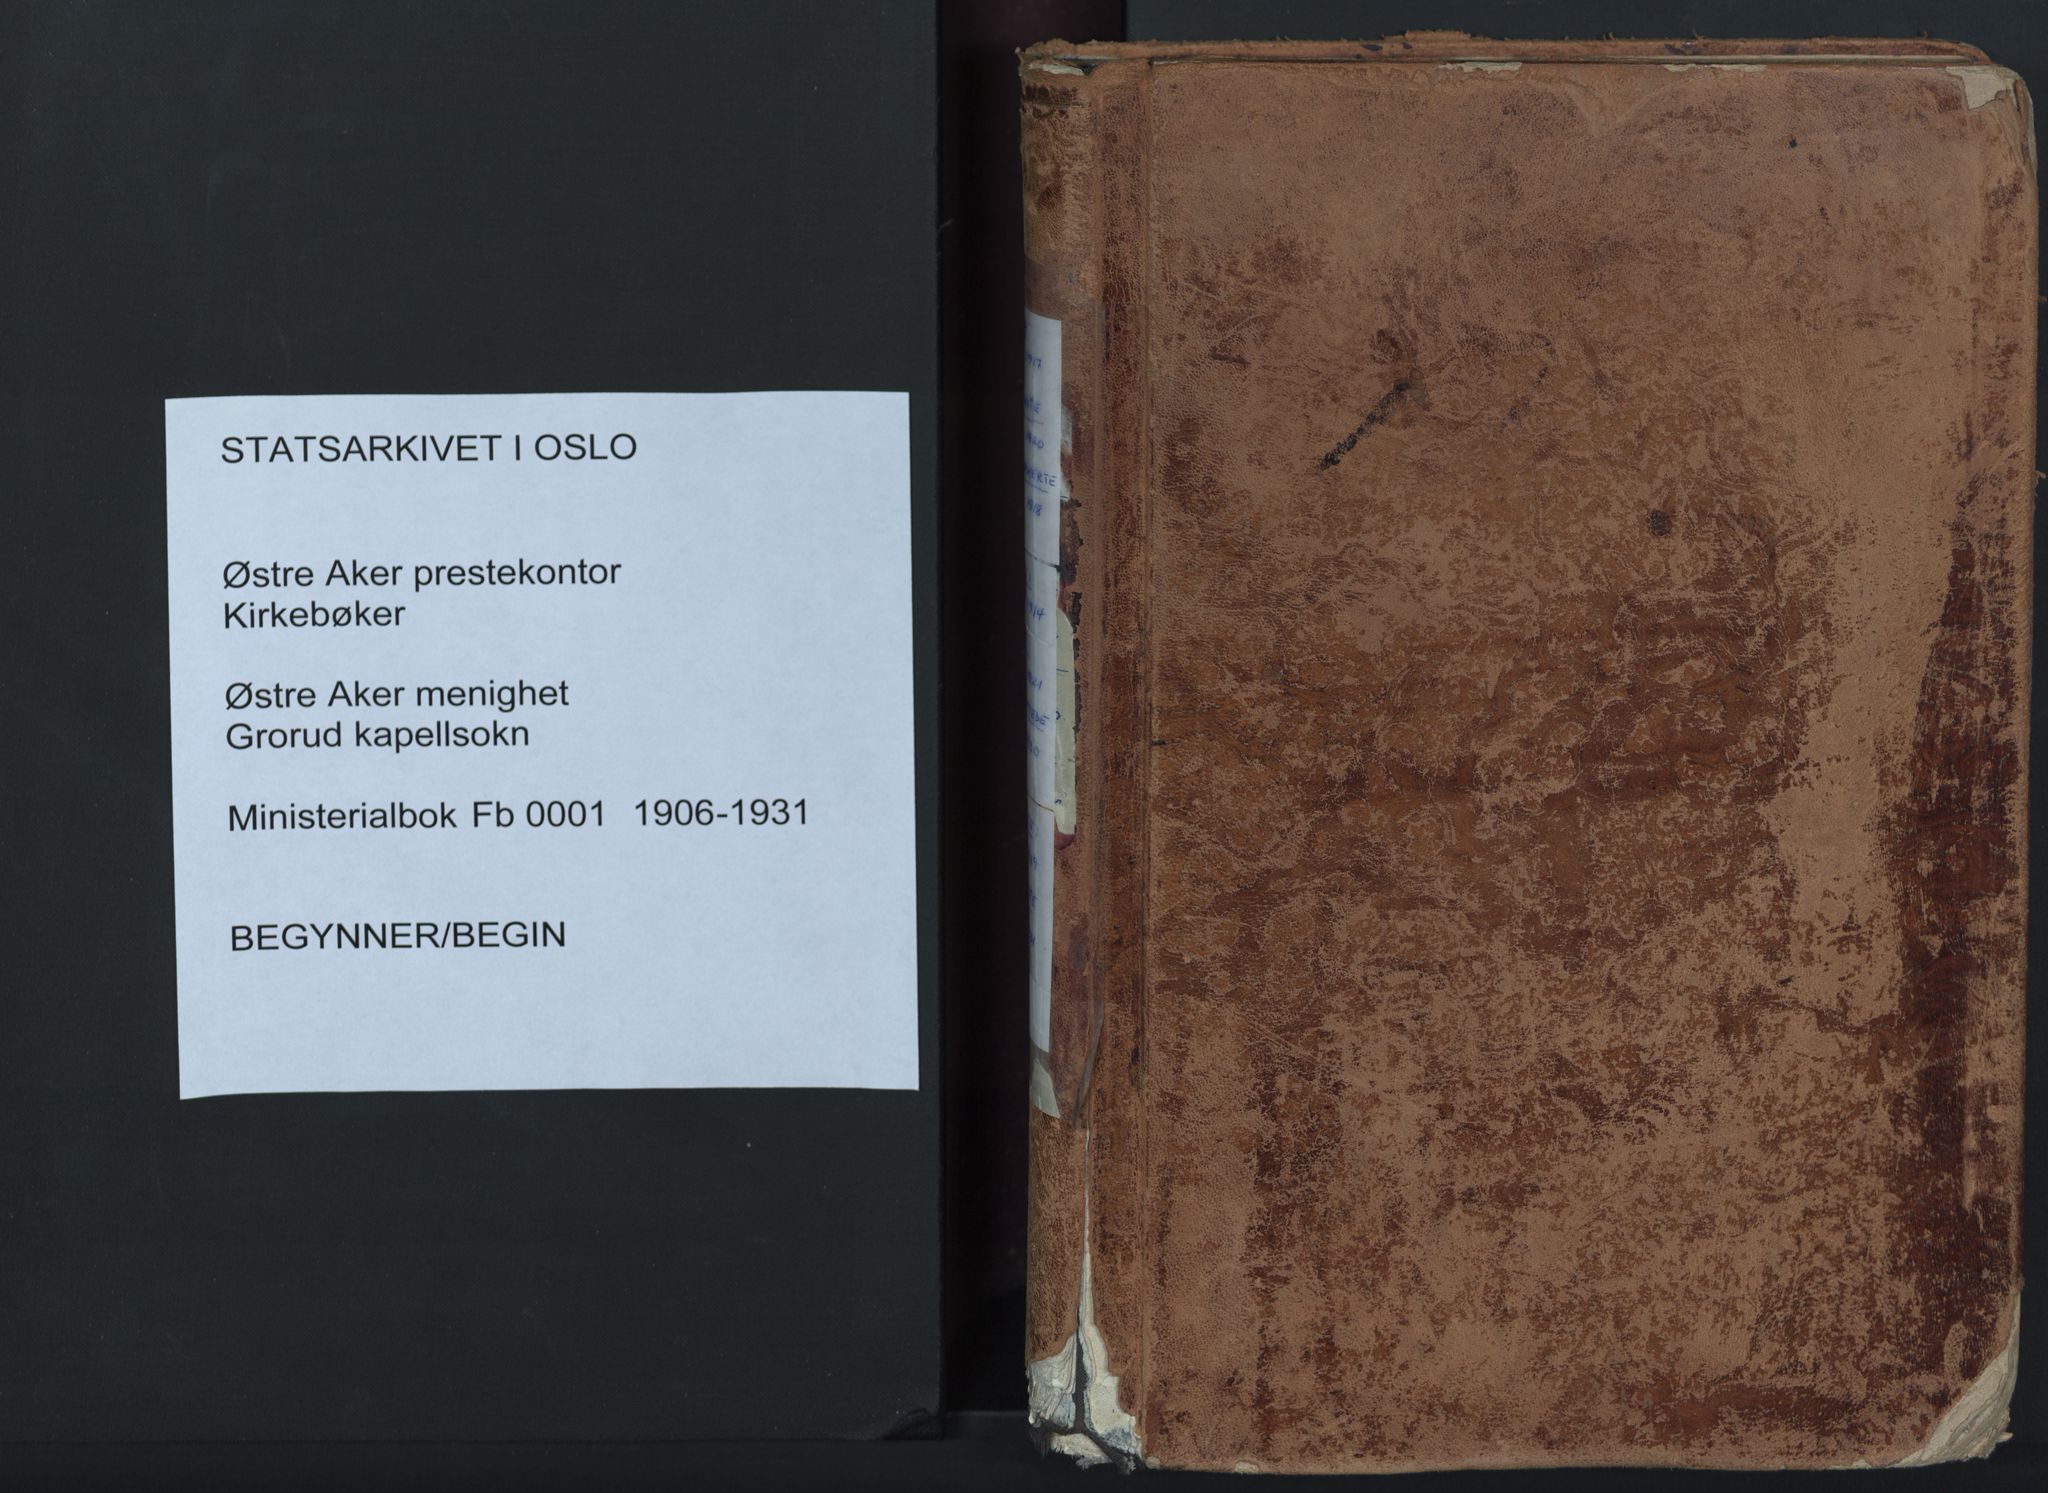 STATSARKIVET I OSLO
Østre Aker prestekontor
Kirkebøker
Østre Aker menighet
Grorud kapellsokn
Ministerialbok Fb 0001 1906-1931
BEGYNNER/BEGIN